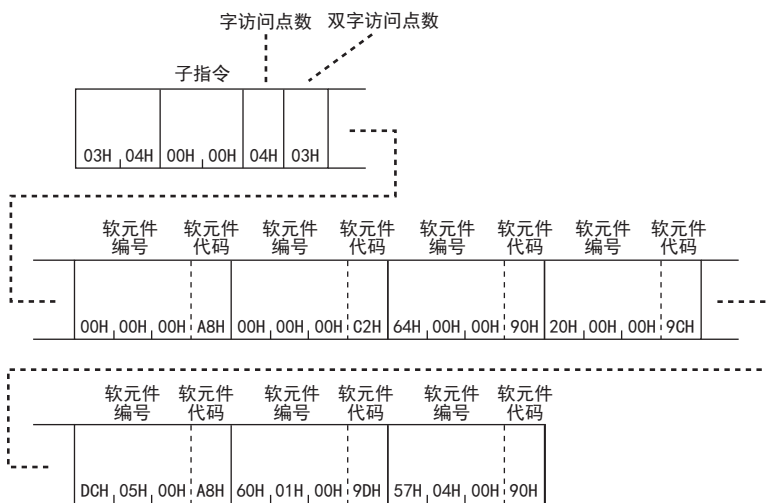 字访问点数 双字访问点数
子指令
03H 04H 00H 00H 04H 03H
软元件编号 软元件代码 软元件编号 软元件代码 软元件编号 软元件代码 软元件编号 软元件代码
00H 00H 00H A8H 00H 00H 00H C2H 64H 00H 00H 90H 20H 00H 00H 9CH
软元件编号 软元件代码 软元件编号 软元件代码 软元件编号 软元件代码
DCH 05H 00H A8H 60H 01H 00H 9DH 57H 04H 00H 90H